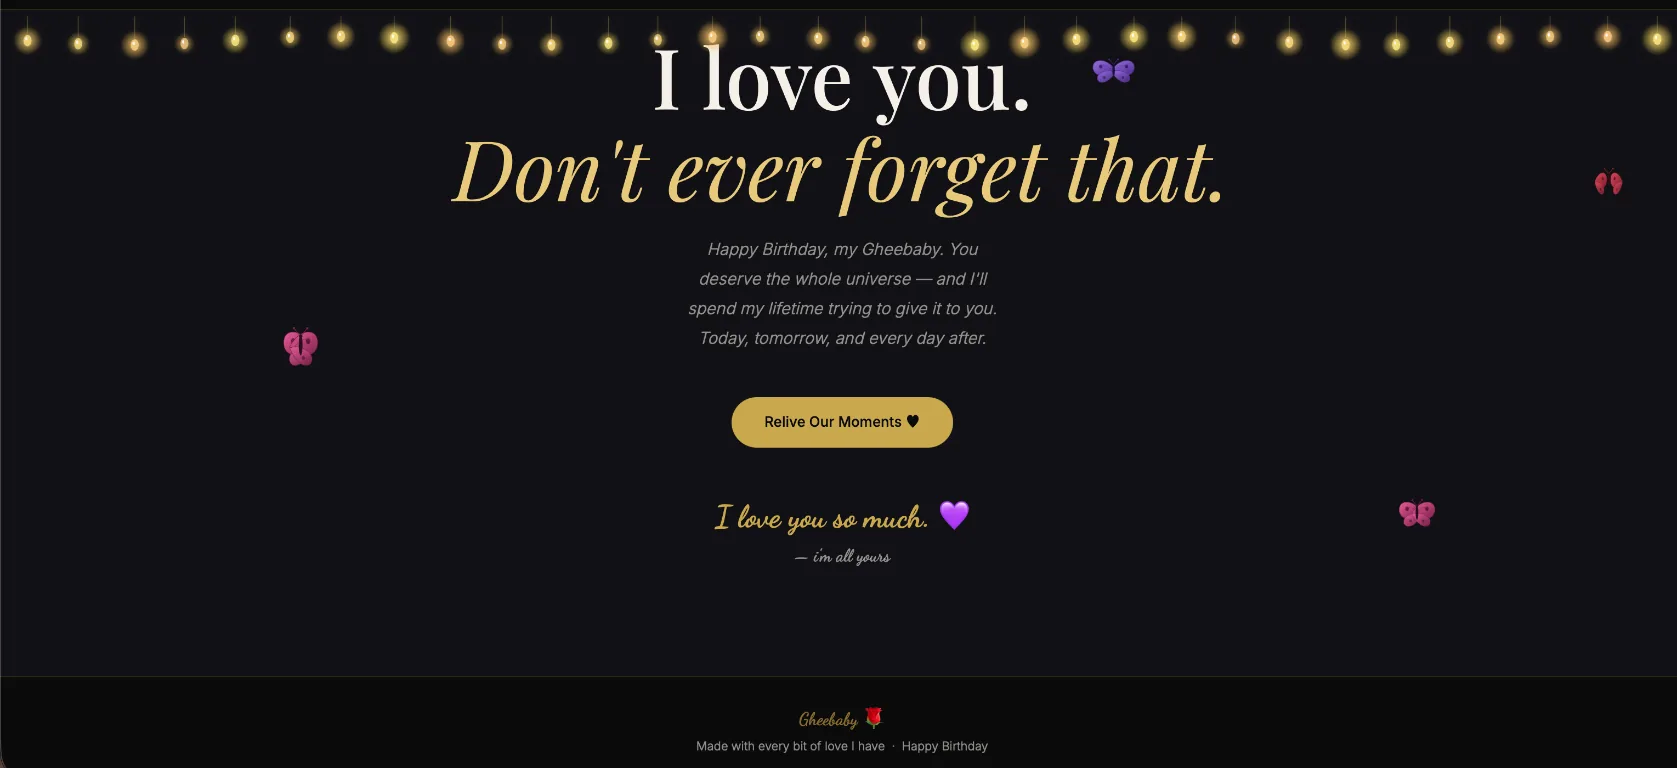 I love you.
Don't ever forget that.
Happy Birthday, my Gheebaby. You
deserve the whole universe — and I'll
spend my lifetime trying to give it to you.
Today, tomorrow, and every day after.
Relive Our Moments ♥
I love you so much. 💜
— i'm all yours
Gheebaby 🌹
Made with every bit of love I have · Happy Birthday